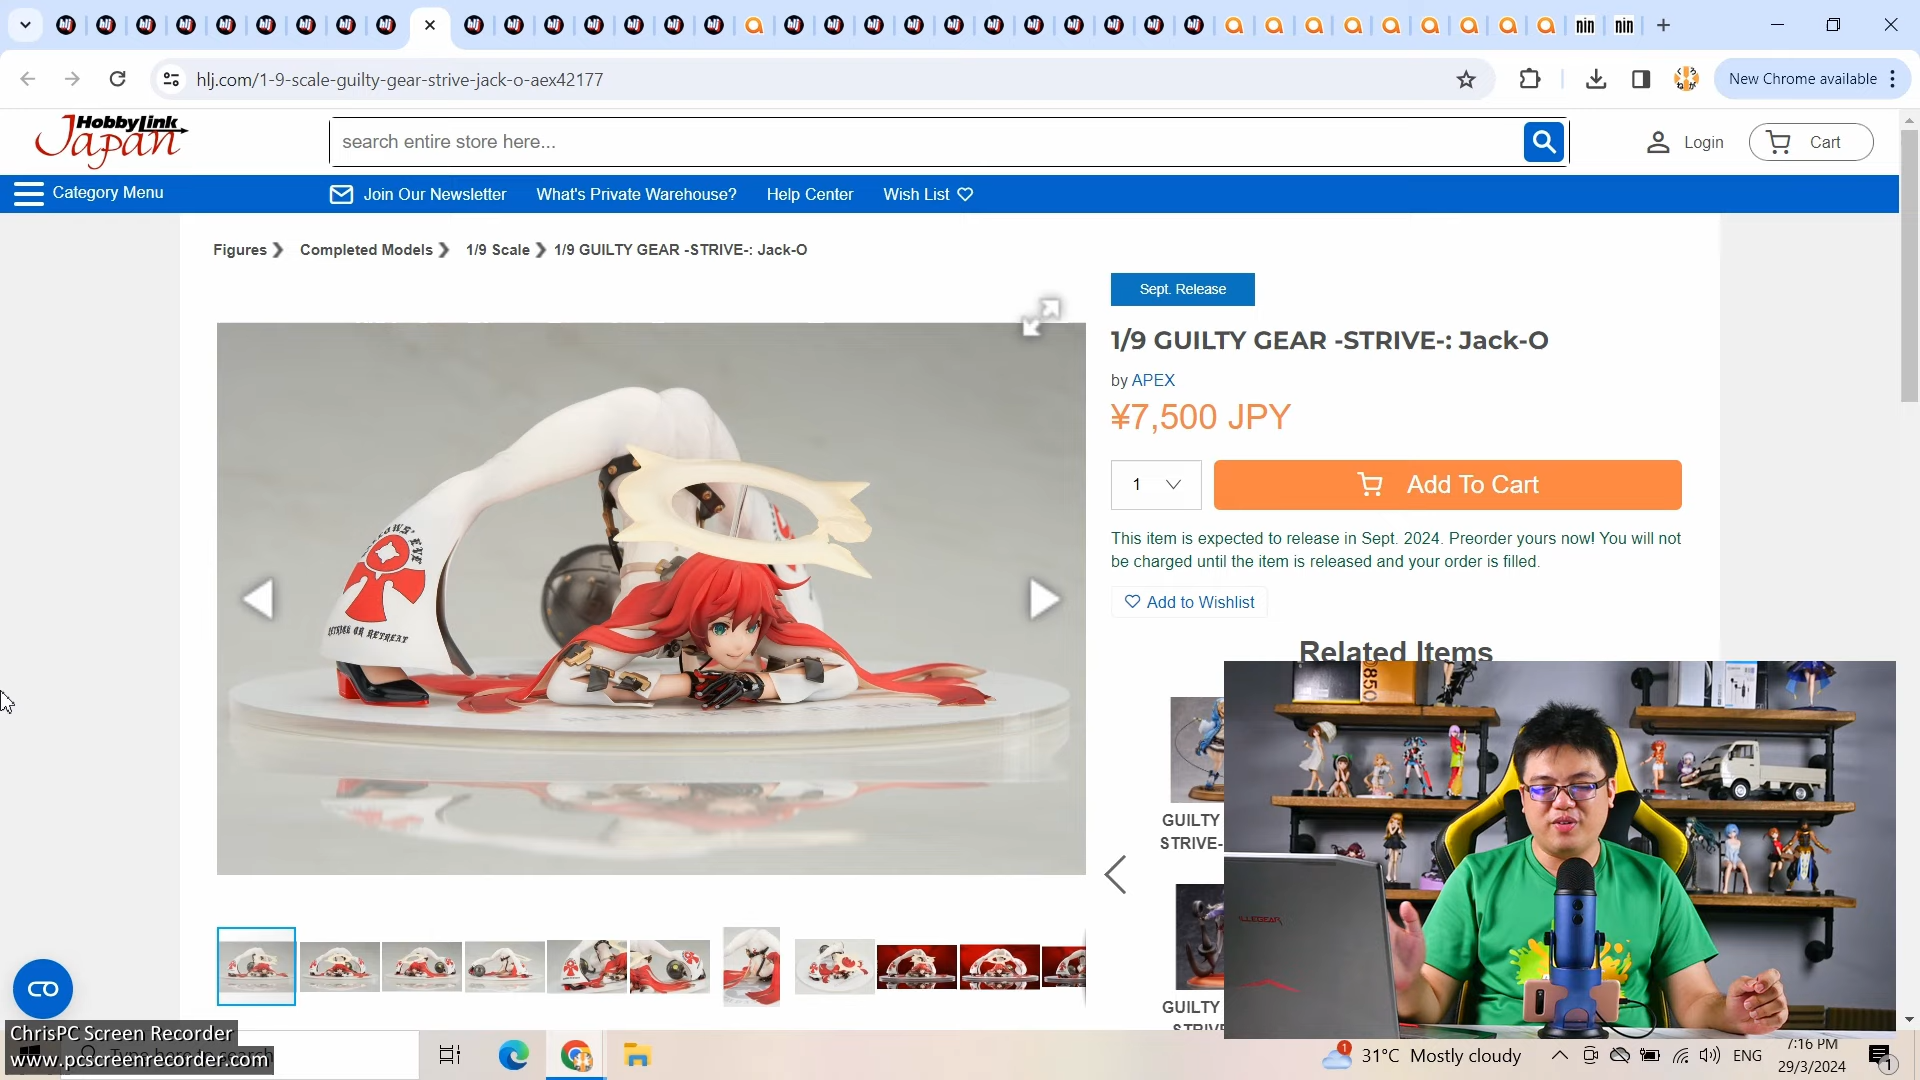 hlj.com/1-9-scale-guilty-gear-strive-jack-o-aex42177
New Chrome available
HobbyLink
Japan
search entire store here...
Login
Cart
Category Menu
Join Our Newsletter
What's Private Warehouse?
Help Center
Wish List
Figures
Completed Models
1/9 Scale
1/9 GUILTY GEAR -STRIVE-: Jack-O
Sept. Release
1/9 GUILTY GEAR -STRIVE-: Jack-O
by APEX
¥7,500 JPY
1
Add To Cart
This item is expected to release in Sept. 2024. Preorder yours now! You will not
be charged until the item is released and your order is filled.
Add to Wishlist
Related Items
GUILTY
STRIVE-
GUILTY
STRIVE
ChrisPC Screen Recorder
www.pcscreenrecorder.com
31°C Mostly cloudy
ENG
7:16 PM
29/3/2024
1